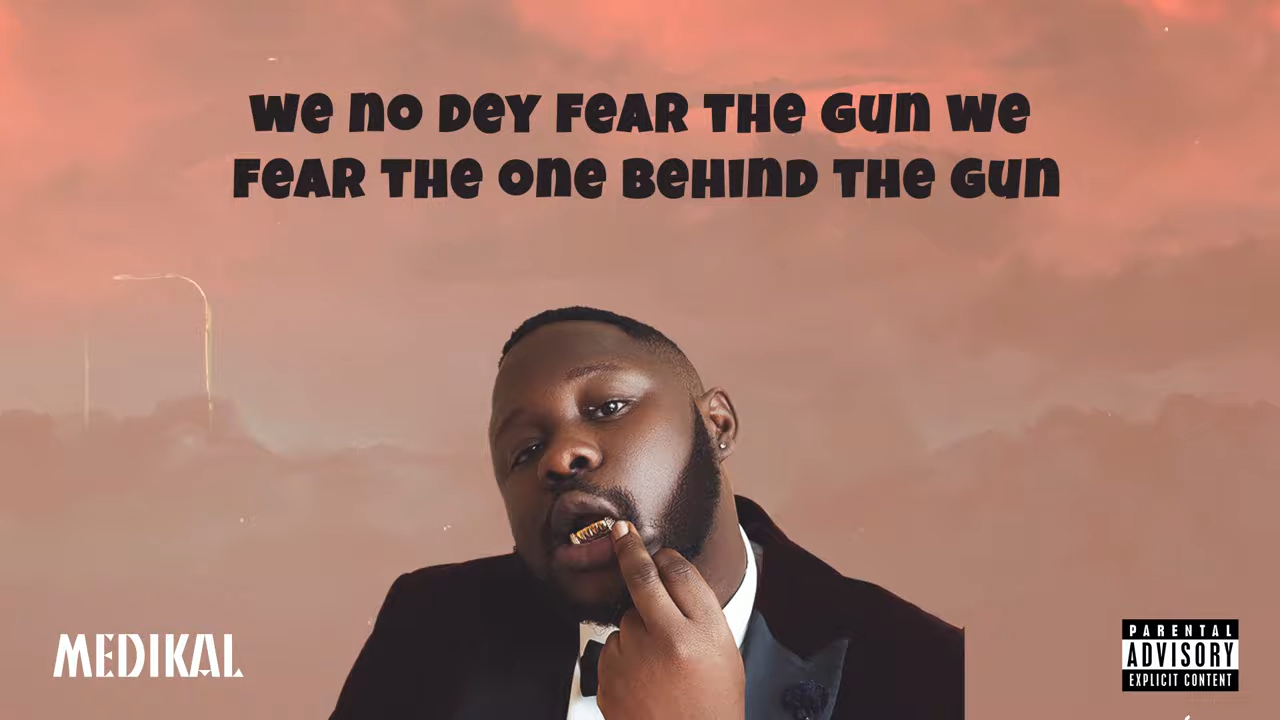 We no dey fear the gun we
fear the one behind the gun
MEDIKAL
PARENTAL
ADVISORY
EXPLICIT CONTENT